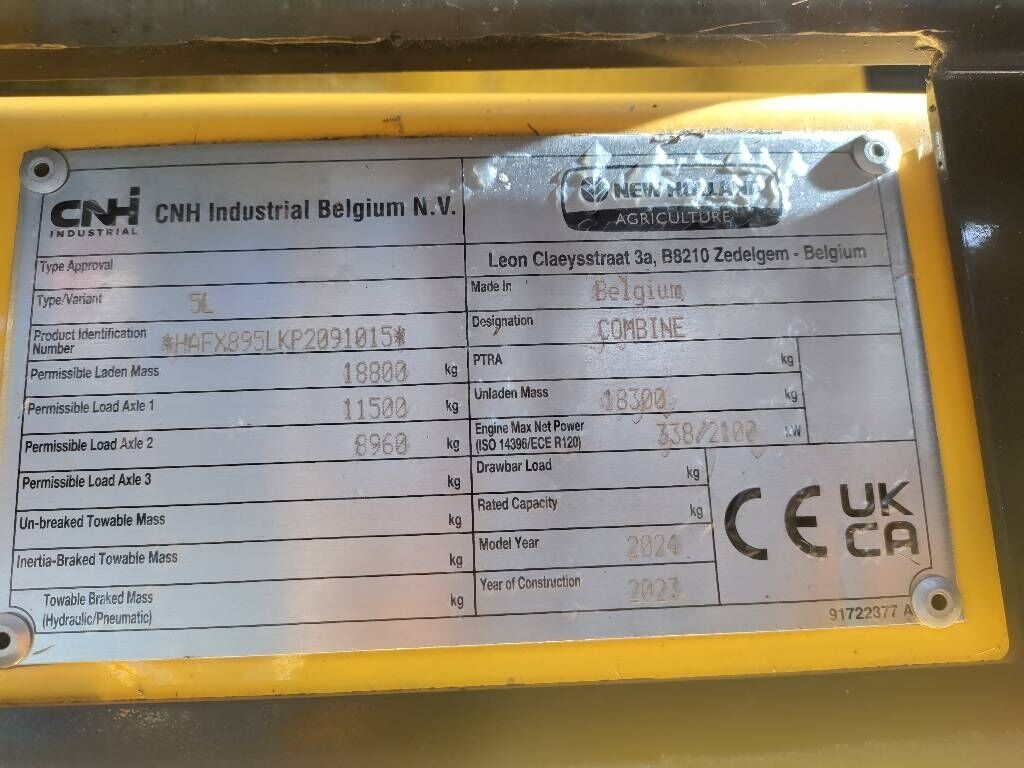 CNH
INDUSTRIAL
CNH Industrial Belgium N.V.
NEW HOLLAND
AGRICULTURE
Leon Claeysstraat 3a, B8210 Zedelgem - Belgium
Type Approval
Type/Variant 5L
Product Identification
Number *HAFX895LKP2091015*
Permissible Laden Mass 18800 kg
Permissible Load Axle 1 11500 kg
Permissible Load Axle 2 8960 kg
Permissible Load Axle 3 kg
Un-breaked Towable Mass kg
Inertia-Braked Towable Mass kg
Towable Braked Mass
(Hydraulic/Pneumatic) kg
Made In Belgium
Designation COMBINE
PTRA kg
Unladen Mass 18300 kg
Engine Max Net Power
(ISO 14396/ECE R120) 338/2100 KW
Drawbar Load kg
Rated Capacity kg
Model Year 2024
Year of Construction 2023
CE
UK
CA
91722377 A